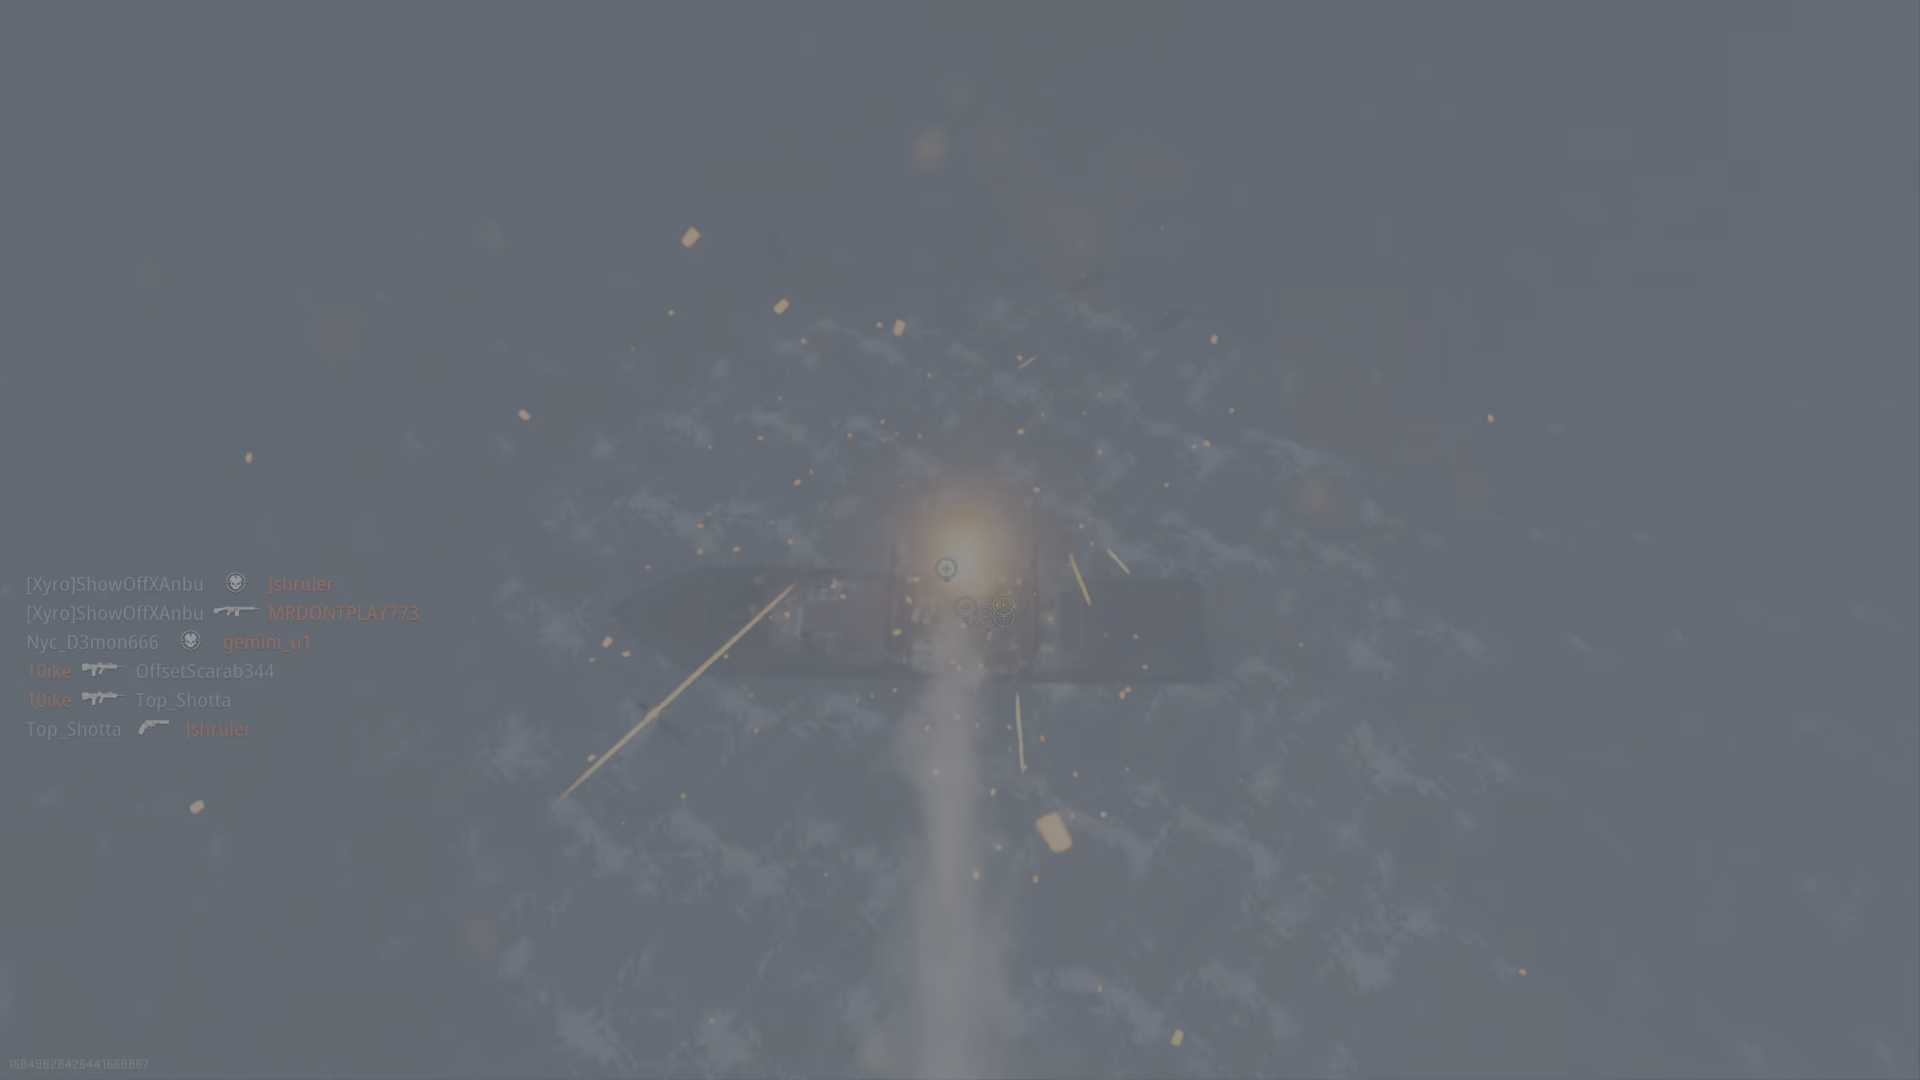 [Xyro]ShowOffXAnbu Jshruler
[Xyro]ShowOffXAnbu MRDONTPLAY773
Nyc_D3mon666 gemini_u1
10ike OffsetScarab344
10ike Top_Shotta
Top_Shotta Jshruler